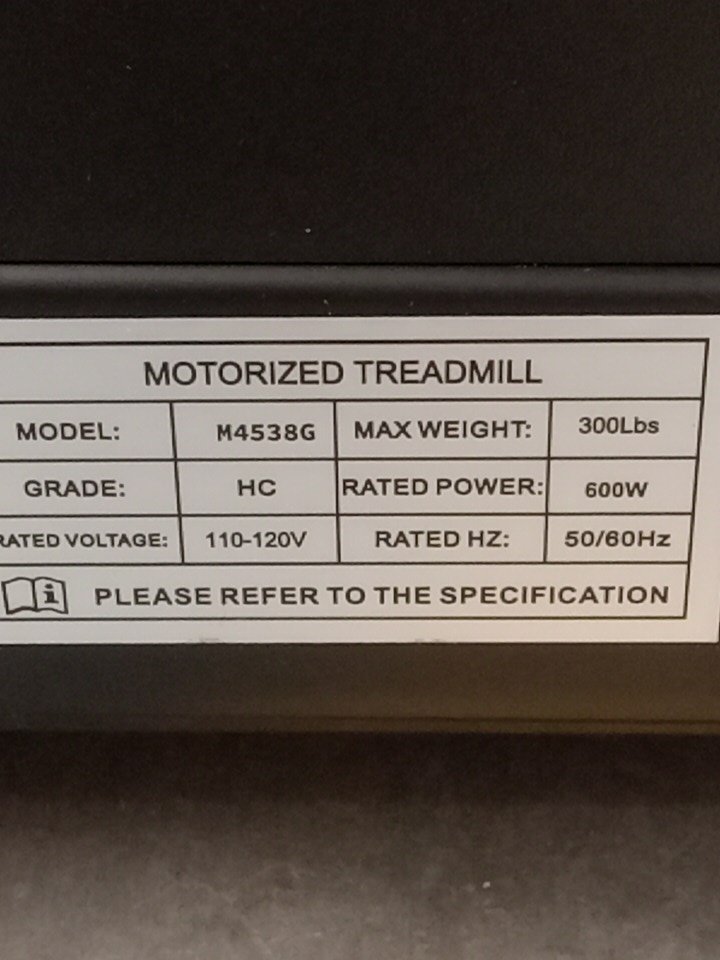 MOTORIZED TREADMILL
MODEL: M4538G MAX WEIGHT: 300Lbs
GRADE: HC RATED POWER: 600W
RATED VOLTAGE: 110-120V RATED HZ: 50/60Hz
i PLEASE REFER TO THE SPECIFICATION